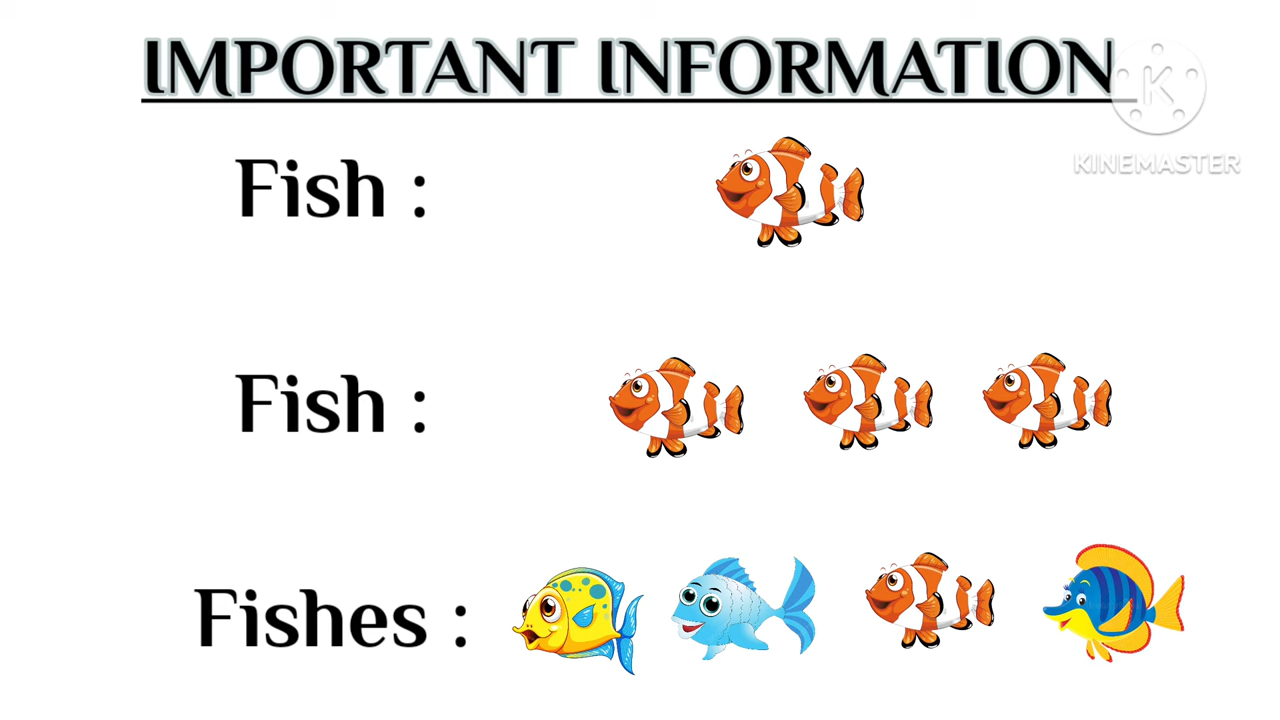 IMPORTANT INFORMATION
K
KINEMASTER
Fish :
Fish :
Fishes :